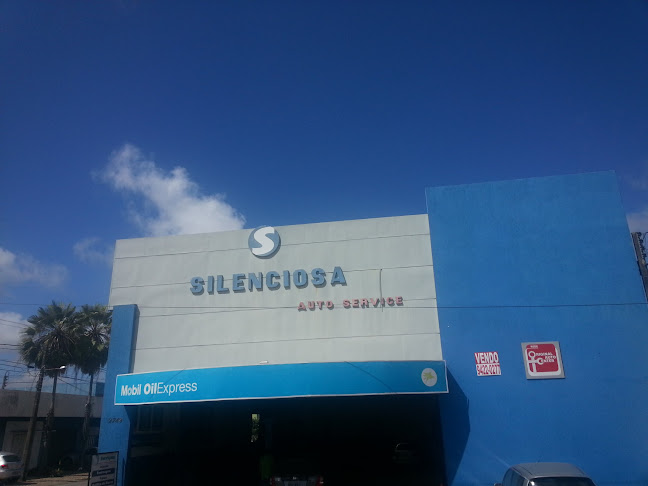 S
SILENCIOSA
AUTO SERVICE
Mobil OilExpress
VENDO